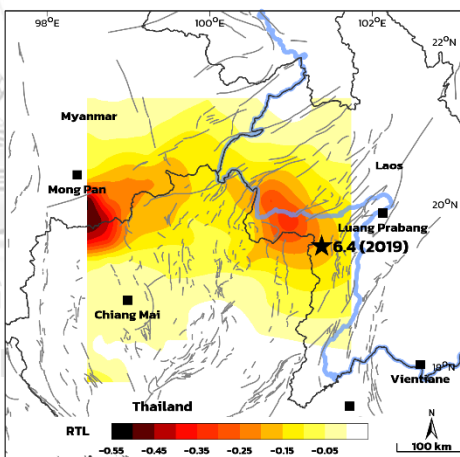 98°E
100°E
102°E
22°N
Myanmar
Laos
Mong Pan
20°N
Luang Prabang
6.4 (2019)
Chiang Mai
18°N
Vientiane
Thailand
N
RTL
-0.55 -0.45 -0.35 -0.25 -0.15 -0.05
100 km